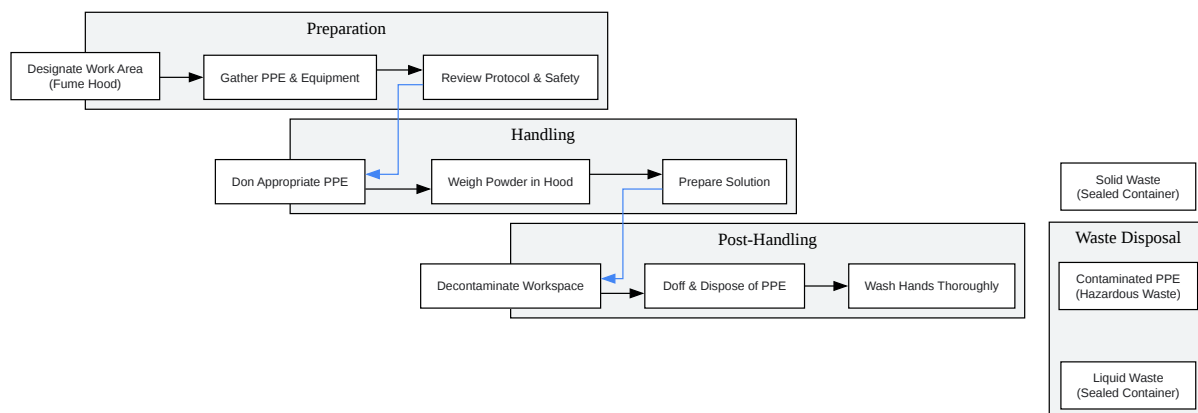 Preparation
Designate Work Area
(Fume Hood)
Gather PPE & Equipment
Review Protocol & Safety
Handling
Don Appropriate PPE
Weigh Powder in Hood
Prepare Solution
Post-Handling
Decontaminate Workspace
Doff & Dispose of PPE
Wash Hands Thoroughly
Solid Waste
(Sealed Container)
Waste Disposal
Contaminated PPE
(Hazardous Waste)
Liquid Waste
(Sealed Container)